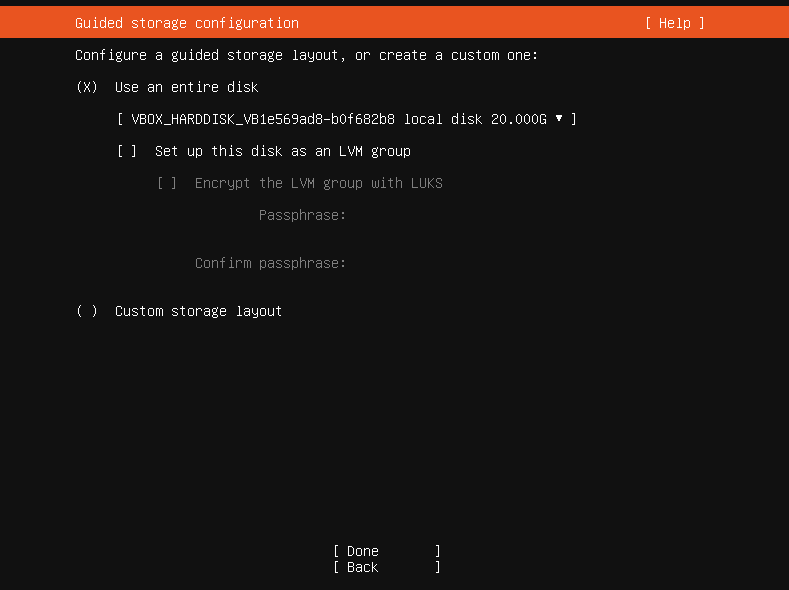 Guided storage configuration [ Help ]
Configure a guided storage layout, or create a custom one:
(X) Use an entire disk
[ VBOX_HARDDISK_VB1e569ad8-b0f682b8 local disk 20.000G ▾ ]
[ ] Set up this disk as an LVM group
[ ] Encrypt the LVM group with LUKS
Passphrase:
Confirm passphrase:
( ) Custom storage layout
[ Done ]
[ Back ]